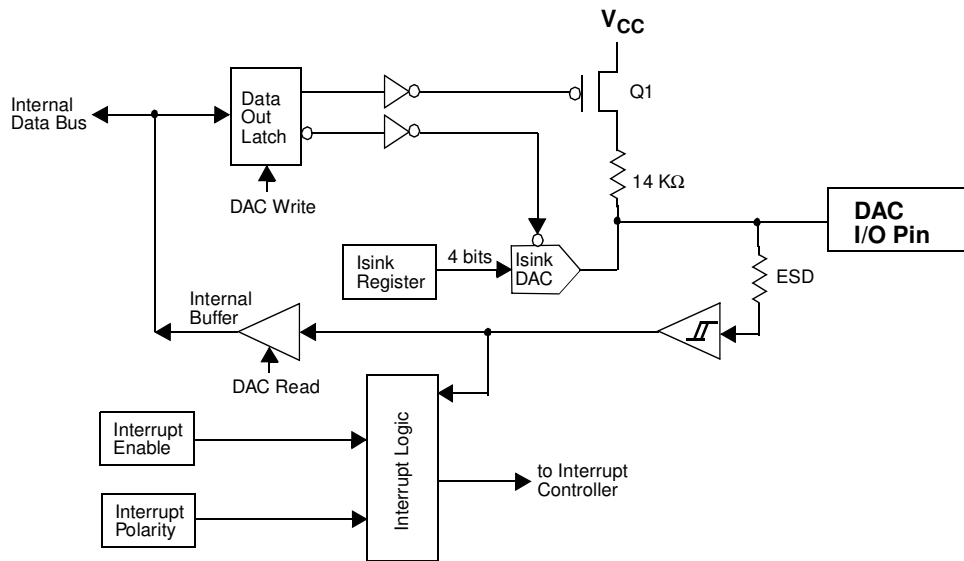 VCC
Q1
Internal
Data Bus
Data
Out
Latch
14 KΩ
DAC Write
DAC
I/O Pin
4 bits
Isink
Register
Isink
DAC
ESD
Internal
Buffer
DAC Read
Interrupt
Enable
Interrupt Logic
to Interrupt
Controller
Interrupt
Polarity